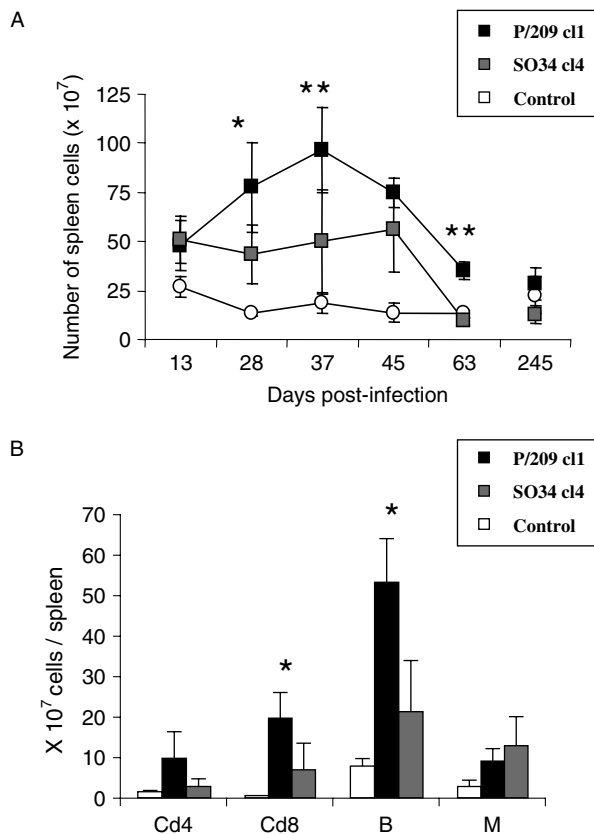 A
P/209 cl1
SO34 cl4
Control
Number of spleen cells (x 10⁷)
125
100
75
50
25
0
*
**
**
13 28 37 45 63 245
Days post-infection
B
P/209 cl1
SO34 cl4
Control
X 10⁷ cells / spleen
70
60
50
40
30
20
10
0
*
*
Cd4 Cd8 B M